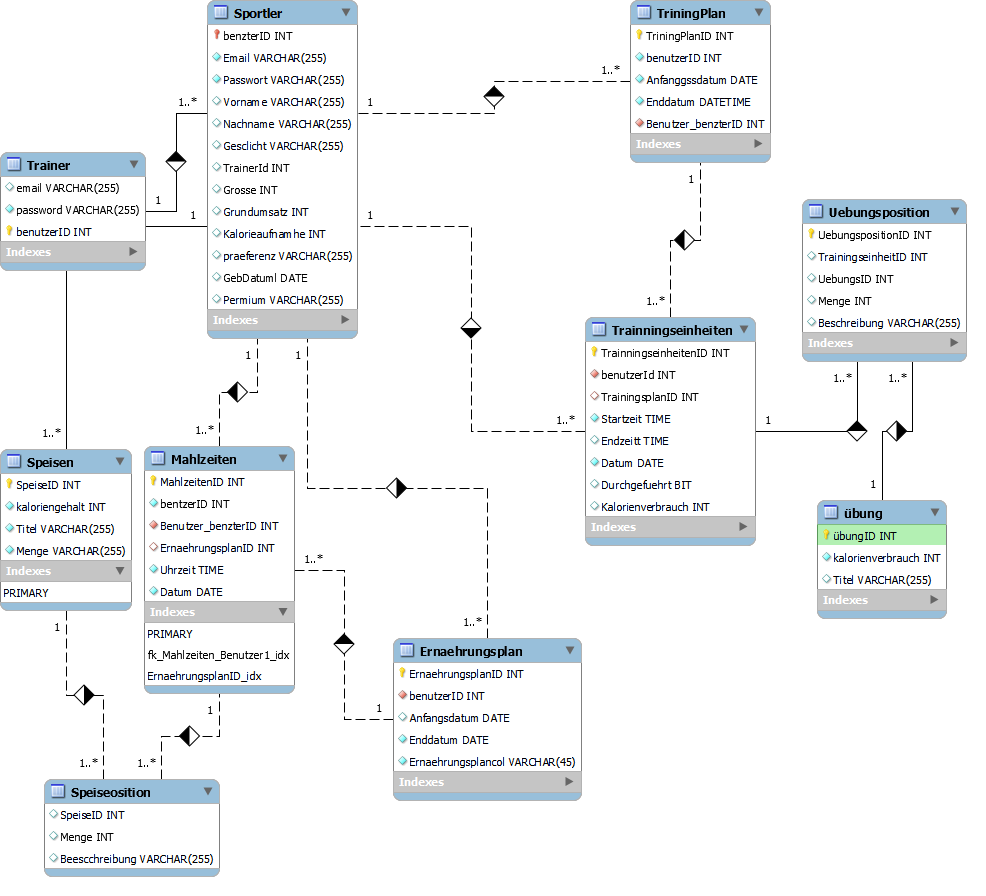 Sportler
benzterID INT
Email VARCHAR(255)
Passwort VARCHAR(255)
Vorname VARCHAR(255)
Nachname VARCHAR(255)
Gesclicht VARCHAR(255)
TrainerId INT
Grosse INT
Grundumsatz INT
Kalorieaufnamhe INT
praeferenz VARCHAR(255)
GebDatuml DATE
Permium VARCHAR(255)
Indexes
TriningPlan
TriningPlanID INT
benutzerID INT
Anfanggssdatum DATE
Enddatum DATETIME
Benutzer_benzterID INT
Indexes
Trainer
email VARCHAR(255)
password VARCHAR(255)
benutzerID INT
Indexes
Uebungsposition
UebungspositionID INT
TrainingseinheitID INT
UebungsID INT
Menge INT
Beschreibung VARCHAR(255)
Indexes
Trainningseinheiten
TrainningseinheitenID INT
benutzerId INT
TrainingsplanID INT
Startzeit TIME
Endzeitt TIME
Datum DATE
Durchgefuehrt BIT
Kalorienverbrauch INT
Indexes
Speisen
SpeiseID INT
kaloriengehalt INT
Titel VARCHAR(255)
Menge VARCHAR(255)
Indexes
PRIMARY
Mahlzeiten
MahlzeitenID INT
bentzerID INT
Benutzer_benzterID INT
ErnaehrungsplanID INT
Uhrzeit TIME
Datum DATE
Indexes
PRIMARY
fk_Mahlzeiten_Benutzer1_idx
ErnaehrungsplanID_idx
übung
übungID INT
kalorienverbrauch INT
Titel VARCHAR(255)
Indexes
Ernaehrungsplan
ErnaehrungsplanID INT
benutzerID INT
Anfangsdatum DATE
Enddatum DATE
Ernaehrungsplancol VARCHAR(45)
Indexes
Speiseosition
SpeiseID INT
Menge INT
Beescchreibung VARCHAR(255)
1..*
1
1
1
1..*
1
1..*
1
1..*
1..*
1
1..*
1
1..*
1
1..*
1..*
1
1..*
1..*
1
1
1..*
1
1..*